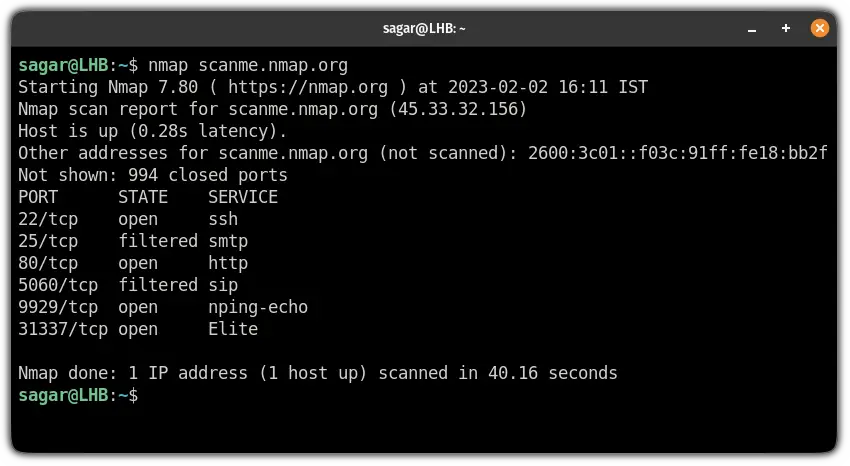 sagar@LHB: ~
sagar@LHB:~$ nmap scanme.nmap.org
Starting Nmap 7.80 ( https://nmap.org ) at 2023-02-02 16:11 IST
Nmap scan report for scanme.nmap.org (45.33.32.156)
Host is up (0.28s latency).
Other addresses for scanme.nmap.org (not scanned): 2600:3c01::f03c:91ff:fe18:bb2f
Not shown: 994 closed ports
PORT      STATE    SERVICE
22/tcp    open     ssh
25/tcp    filtered smtp
80/tcp    open     http
5060/tcp  filtered sip
9929/tcp  open     nping-echo
31337/tcp open     Elite
Nmap done: 1 IP address (1 host up) scanned in 40.16 seconds
sagar@LHB:~$